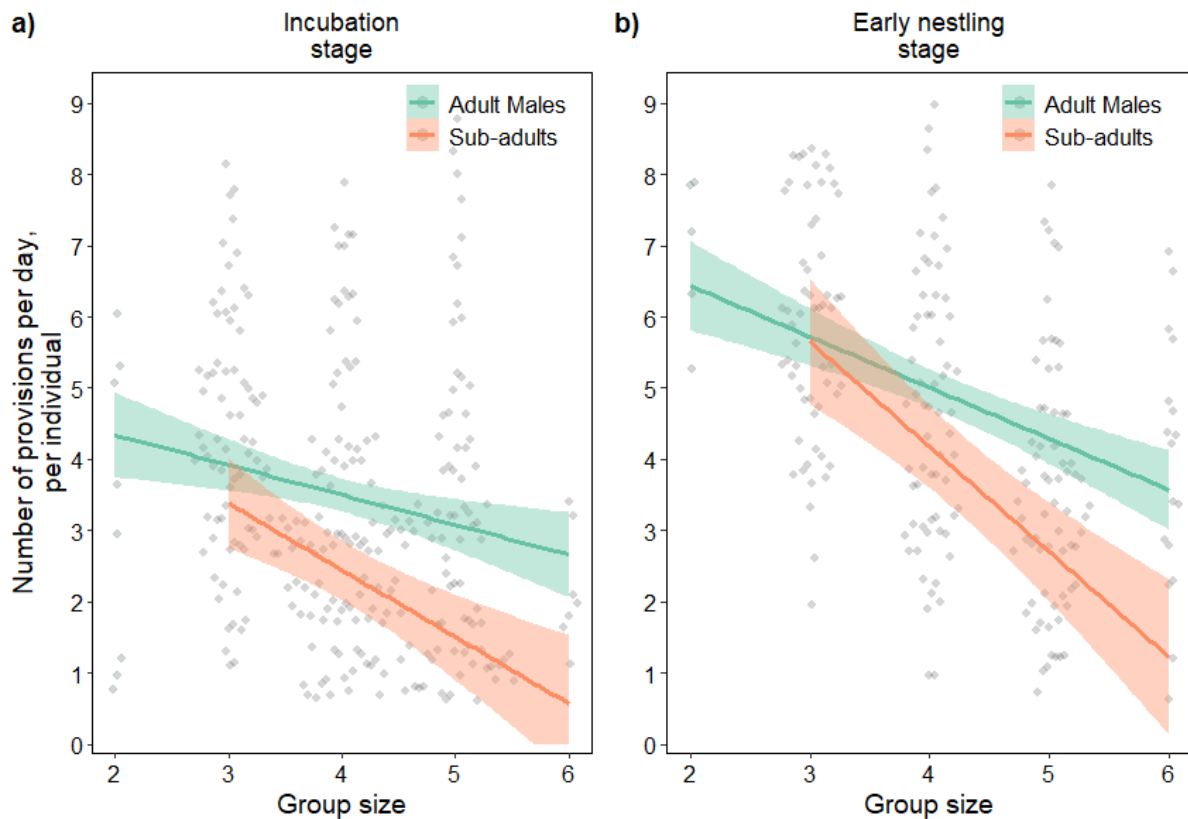 a)
Incubation
stage
Adult Males
Sub-adults
Number of provisions per day,
per individual
9
8
7
6
5
4
3
2
1
0
2 3 4 5 6
Group size
b)
Early nestling
stage
Adult Males
Sub-adults
9
8
7
6
5
4
3
2
1
0
2 3 4 5 6
Group size